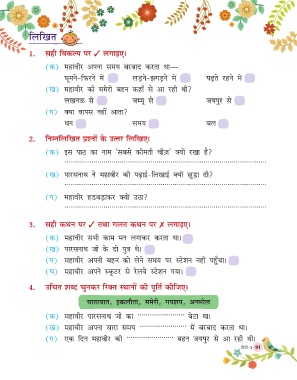 लिखित
1. सही विकल्प पर ✓ लगाइए।
(क) महावीर अपना समय बरबाद करता था—
घूमने-फिरने में लड़ने-झगड़ने में पढ़ते रहने में
(ख) महावीर को ममेरी बहन कहाँ से आ रही थी?
लखनऊ से जम्मू से जयपुर से
(ग) क्या वापस नहीं आता?
धन समय बल
2. निम्नलिखित प्रश्नों के उत्तर लिखिए।
(क) इस पाठ का नाम 'सबसे कीमती चीज़' क्यों रखा है?
(ख) पारसनाथ ने महावीर की पढ़ाई-लिखाई क्यों छुड़ा दी?
(ग) महावीर हड़बड़ाकर क्यों उठा?
3. सही कथन पर ✓ तथा गलत कथन पर ✗ लगाइए।
(क) महावीर सभी काम मन लगाकर करता था।
(ख) पारसनाथ जी के दो पुत्र थे।
(ग) महावीर अपनी बहन को लेने समय पर स्टेशन नहीं पहुँचा।
(घ) महावीर अपने स्कूटर से रेलवे स्टेशन गया।
4. उचित शब्द चुनकर रिक्त स्थानों की पूर्ति कीजिए।
यातायात, इकलौता, ममेरी, गपशप, अनमोल
(क) महावीर पारसनाथ जी का बेटा था।
(ख) महावीर अपना सारा समय में बरबाद करता था।
(ग) एक दिन महावीर की बहन जयपुर से आ रही थी।
91